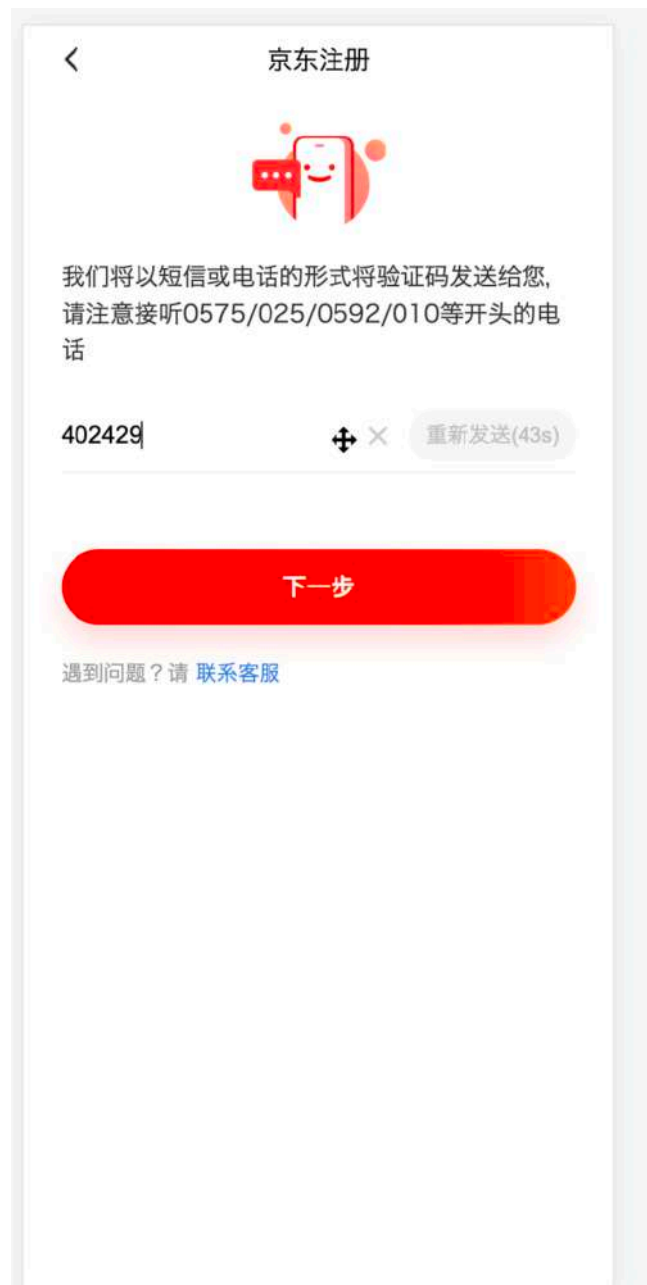 京东注册
我们将以短信或电话的形式将验证码发送给您,
请注意接听0575/025/0592/010等开头的电
话
402429 重新发送(43s)
下一步
遇到问题？请 联系客服